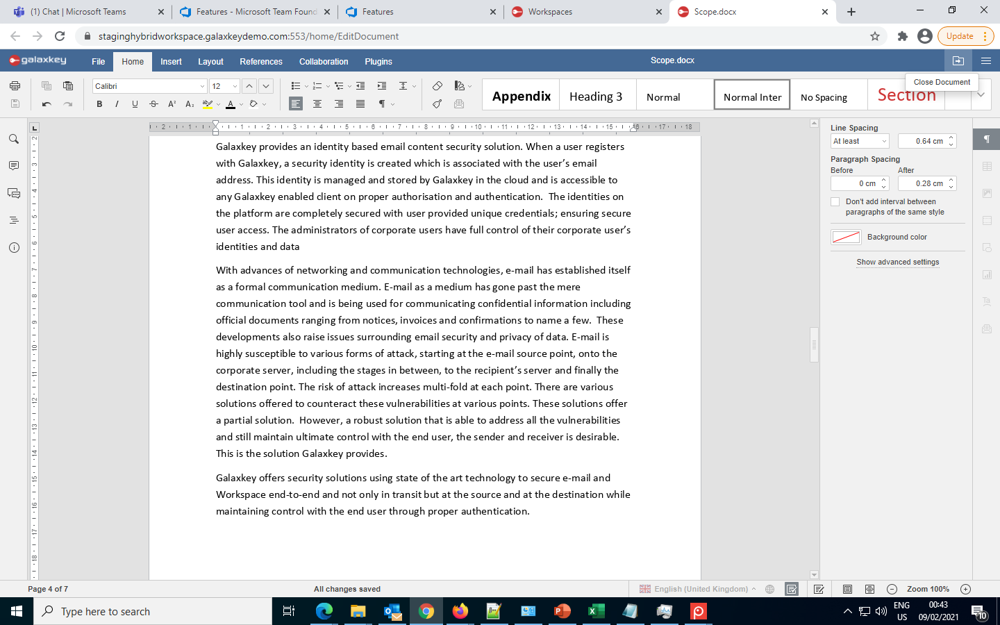 (1) Chat | Microsoft Teams
Features - Microsoft Team Found
Features
Workspaces
Scope.docx
staginghybridworkspace.galaxkeydemo.com:553/home/EditDocument
Update
galaxkey
File Home Insert Layout References Collaboration Plugins
Scope.docx
Close Document
Calibri
12
Appendix
Heading 3
Normal
Normal Inter
No Spacing
Section
Galaxkey provides an identity based email content security solution. When a user registers
with Galaxkey, a security identity is created which is associated with the user’s email
address. This identity is managed and stored by Galaxkey in the cloud and is accessible to
any Galaxkey enabled client on proper authorisation and authentication.  The identities on
the platform are completely secured with user provided unique credentials; ensuring secure
user access. The administrators of corporate users have full control of their corporate user’s
identities and data
With advances of networking and communication technologies, e-mail has established itself
as a formal communication medium. E-mail as a medium has gone past the mere
communication tool and is being used for communicating confidential information including
official documents ranging from notices, invoices and confirmations to name a few.  These
developments also raise issues surrounding email security and privacy of data. E-mail is
highly susceptible to various forms of attack, starting at the e-mail source point, onto the
corporate server, including the stages in between, to the recipient’s server and finally the
destination point. The risk of attack increases multi-fold at each point. There are various
solutions offered to counteract these vulnerabilities at various points. These solutions offer
a partial solution.  However, a robust solution that is able to address all the vulnerabilities
and still maintain ultimate control with the end user, the sender and receiver is desirable.
This is the solution Galaxkey provides.
Galaxkey offers security solutions using state of the art technology to secure e-mail and
Workspace end-to-end and not only in transit but at the source and at the destination while
maintaining control with the end user through proper authentication.
Line Spacing
At least
0.64 cm
Paragraph Spacing
Before
After
0 cm
0.28 cm
Don't add interval between
paragraphs of the same style
Background color
Show advanced settings
Page 4 of 7
All changes saved
English (United Kingdom)
Zoom 100%
Type here to search
ENG
US
00:43
09/02/2021
10